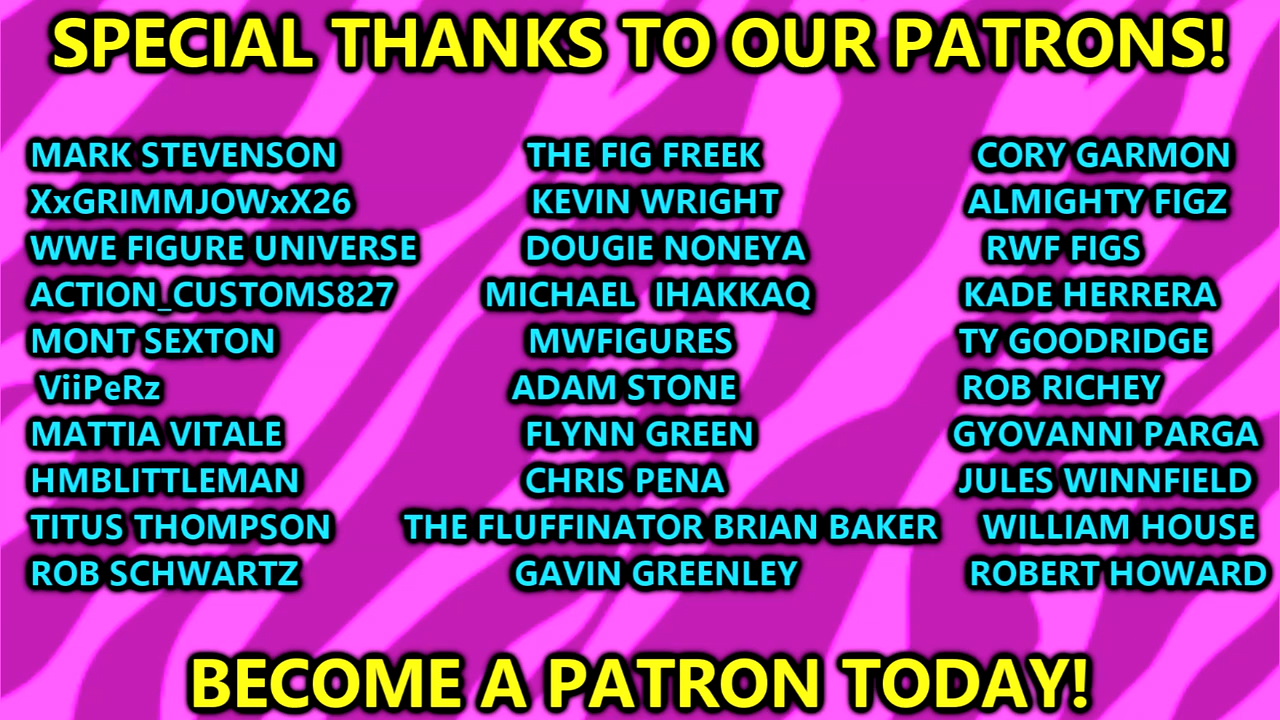 SPECIAL THANKS TO OUR PATRONS!
MARK STEVENSON
XxGRIMMJOWxX26
WWE FIGURE UNIVERSE
ACTION_CUSTOMS827
MONT SEXTON
ViiPeRz
MATTIA VITALE
HMBLITTLEMAN
TITUS THOMPSON
ROB SCHWARTZ
THE FIG FREEK
KEVIN WRIGHT
DOUGIE NONEYA
MICHAEL IHAKKAQ
MWFIGURES
ADAM STONE
FLYNN GREEN
CHRIS PENA
THE FLUFFINATOR BRIAN BAKER
GAVIN GREENLEY
CORY GARMON
ALMIGHTY FIGZ
RWF FIGS
KADE HERRERA
TY GOODRIDGE
ROB RICHEY
GYOVANNI PARGA
JULES WINNFIELD
WILLIAM HOUSE
ROBERT HOWARD
BECOME A PATRON TODAY!